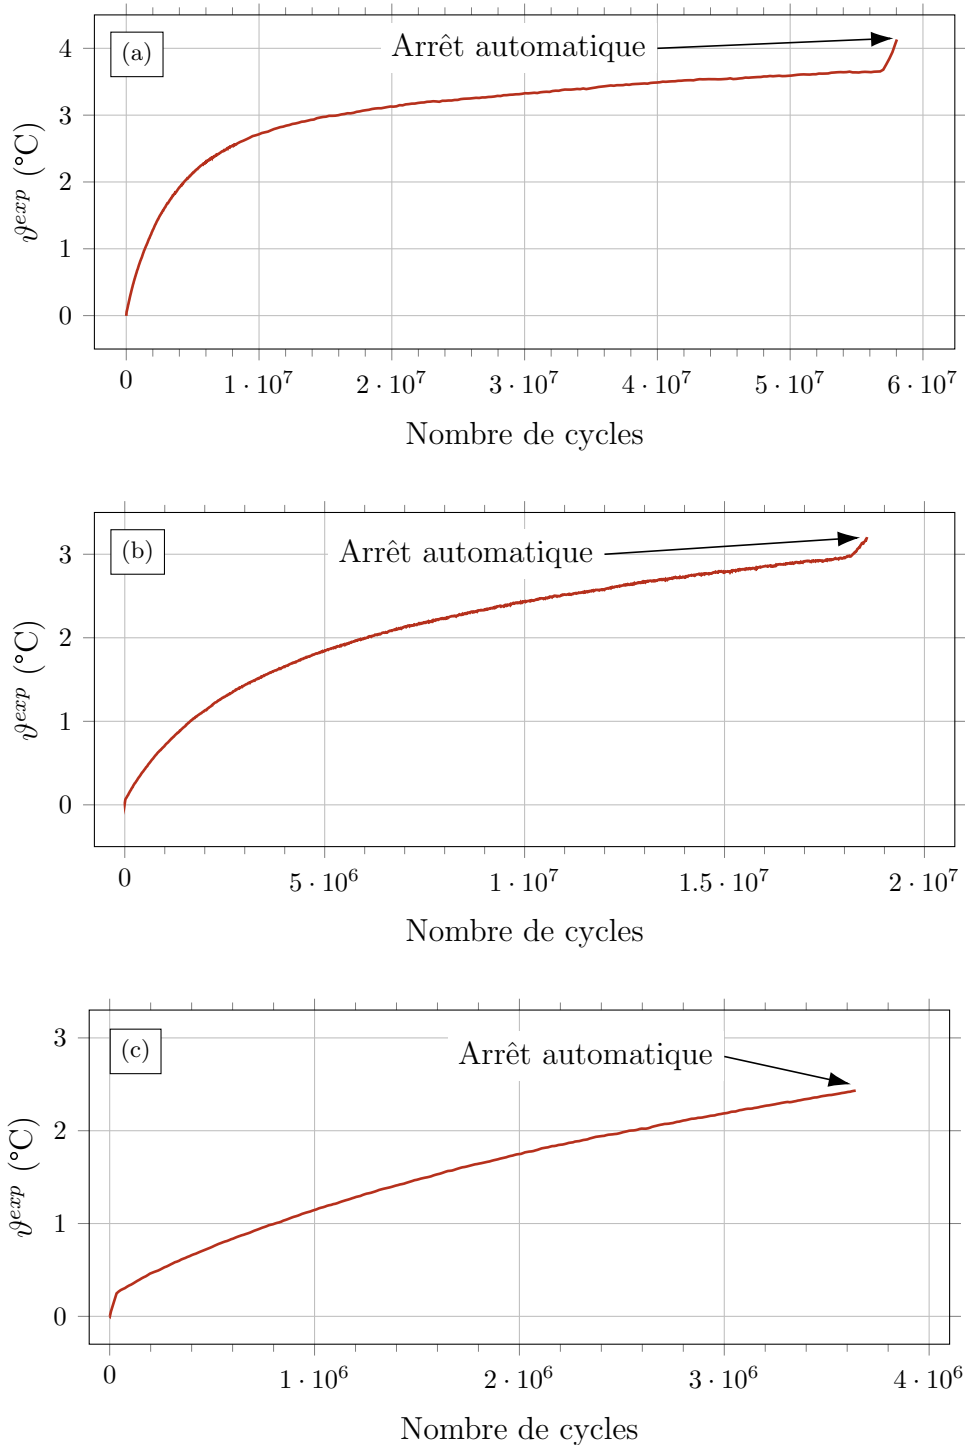 (a)
Arrêt automatique
4
3
2
1
0
ϑ^exp (°C)
0 1·10^7 2·10^7 3·10^7 4·10^7 5·10^7 6·10^7
Nombre de cycles
(b)
Arrêt automatique
3
2
1
0
ϑ^exp (°C)
0 5·10^6 1·10^7 1.5·10^7 2·10^7
Nombre de cycles
(c)
Arrêt automatique
3
2
1
0
ϑ^exp (°C)
0 1·10^6 2·10^6 3·10^6 4·10^6
Nombre de cycles